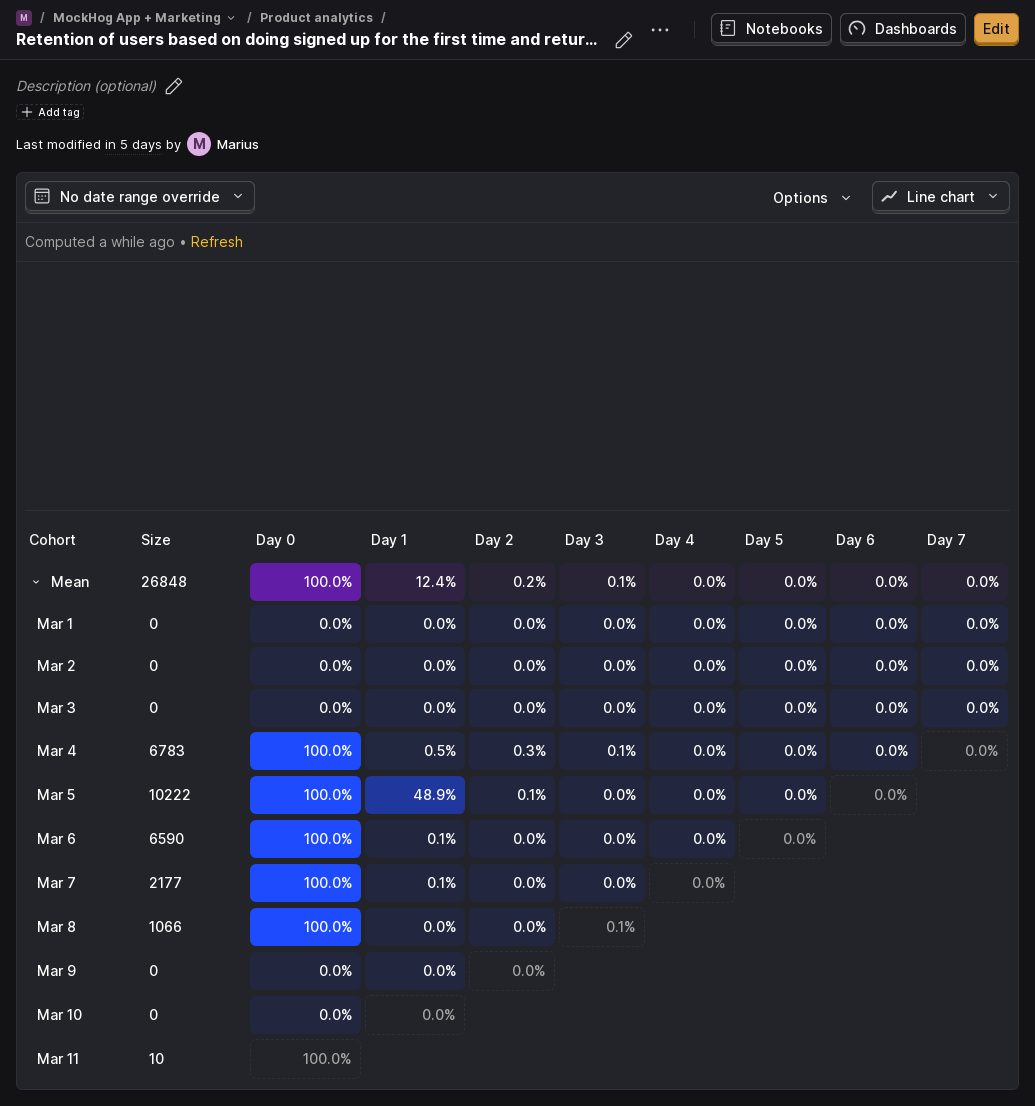 M / MockHog App + Marketing / Product analytics /
Retention of users based on doing signed up for the first time and retur...
Notebooks
Dashboards
Edit
Description (optional)
Add tag
Last modified in 5 days by M Marius
No date range override
Options
Line chart
Computed a while ago • Refresh
Cohort Size Day 0 Day 1 Day 2 Day 3 Day 4 Day 5 Day 6 Day 7
Mean 26848 100.0% 12.4% 0.2% 0.1% 0.0% 0.0% 0.0% 0.0%
Mar 1 0 0.0% 0.0% 0.0% 0.0% 0.0% 0.0% 0.0% 0.0%
Mar 2 0 0.0% 0.0% 0.0% 0.0% 0.0% 0.0% 0.0% 0.0%
Mar 3 0 0.0% 0.0% 0.0% 0.0% 0.0% 0.0% 0.0% 0.0%
Mar 4 6783 100.0% 0.5% 0.3% 0.1% 0.0% 0.0% 0.0% 0.0%
Mar 5 10222 100.0% 48.9% 0.1% 0.0% 0.0% 0.0% 0.0%
Mar 6 6590 100.0% 0.1% 0.0% 0.0% 0.0% 0.0%
Mar 7 2177 100.0% 0.1% 0.0% 0.0% 0.0%
Mar 8 1066 100.0% 0.0% 0.0% 0.1%
Mar 9 0 0.0% 0.0% 0.0%
Mar 10 0 0.0% 0.0%
Mar 11 10 100.0%